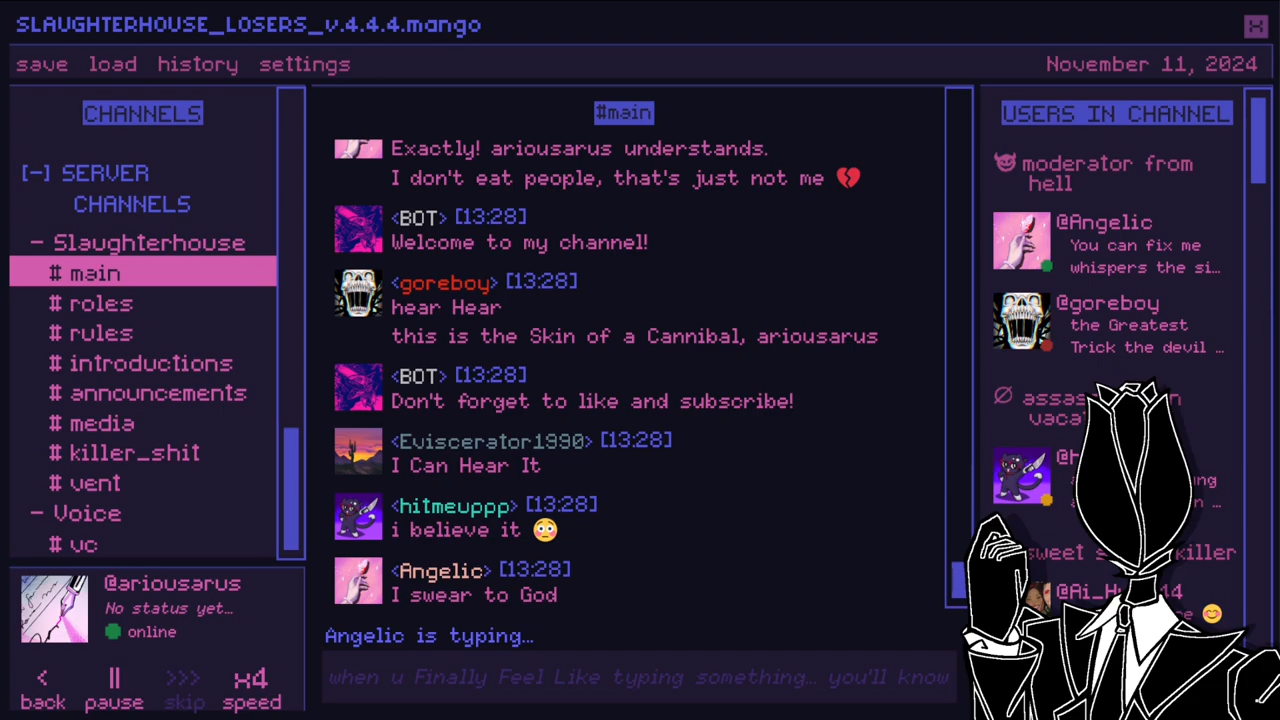 SLAUGHTERHOUSE_LOSERS_v.4.4.4.mango
save load history settings
November 11, 2024
CHANNELS
[-] SERVER
CHANNELS
- Slaughterhouse
# main
# roles
# rules
# introductions
# announcements
# media
# killer_shit
# vent
- Voice
# vc
@ariousarus
No status yet...
online
< || >>> x4
back pause skip speed
#main
Exactly! ariousarus understands.
I don't eat people, that's just not me 💔
<BOT> [13:28]
Welcome to my channel!
<goreboy> [13:28]
hear Hear
this is the Skin of a Cannibal, ariousarus
<BOT> [13:28]
Don't forget to like and subscribe!
<Eviscerator1990> [13:28]
I Can Hear It
<hitmeuppp> [13:28]
i believe it 😳
<Angelic> [13:28]
I swear to God
Angelic is typing...
when u Finally Feel Like typing something... you'll know
USERS IN CHANNEL
moderator from
hell
@Angelic
You can fix me
whispers the si...
@goreboy
the Greatest
Trick the devil ...
sweet